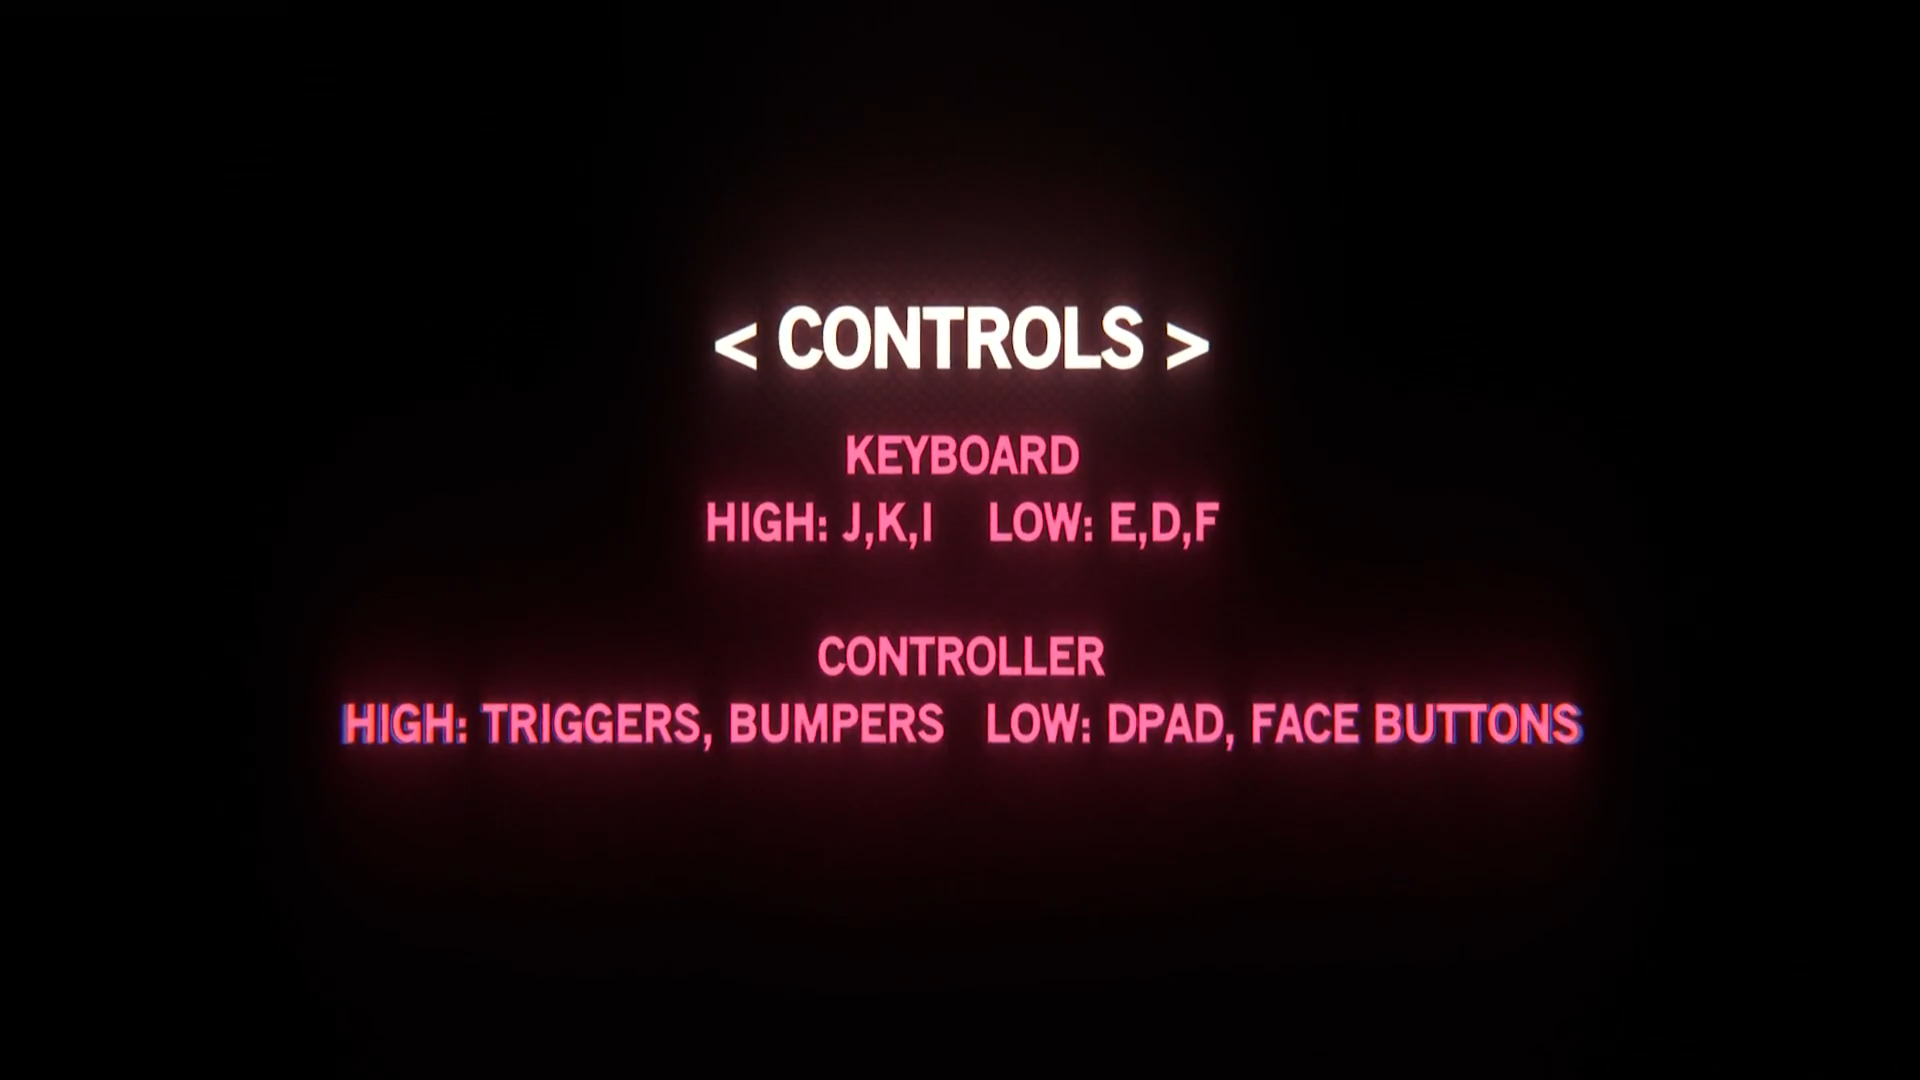 < CONTROLS >
KEYBOARD
HIGH: J,K,I LOW: E,D,F
CONTROLLER
HIGH: TRIGGERS, BUMPERS LOW: DPAD, FACE BUTTONS